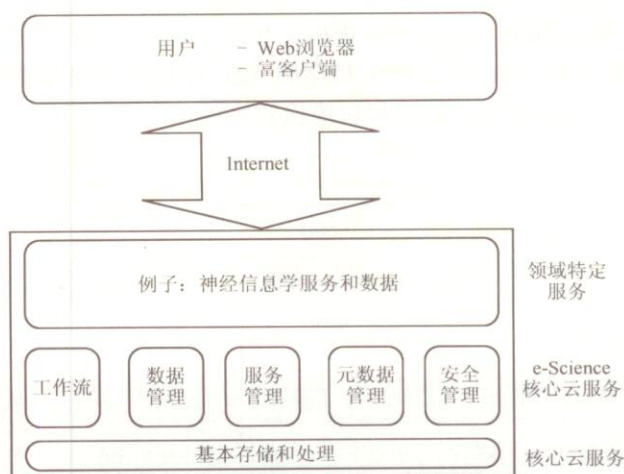 用户 - Web浏览器
- 富客户端
Internet
例子：神经信息学服务和数据
领域特定
服务
工作流
数据
管理
服务
管理
元数据
管理
安全
管理
e-Science
核心云服务
基本存储和处理
核心云服务